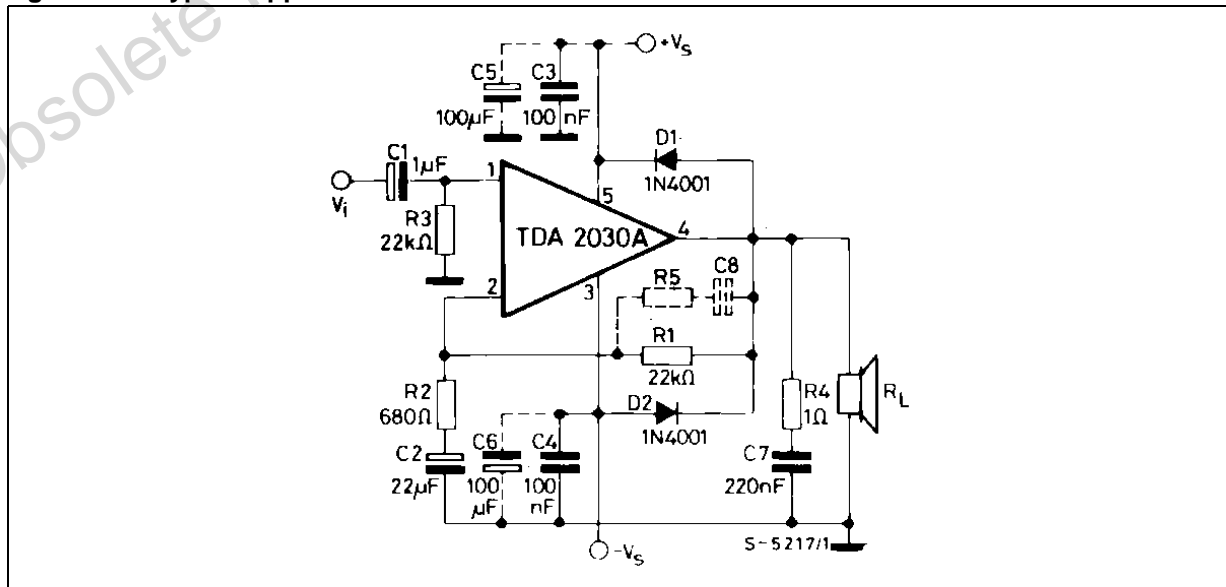 obsolete
+Vs
C5
C3
100µF
100 nF
D1
1N4001
C1
1µF
Vi
1
5
R3
22kΩ
TDA 2030A
4
2
3
R5
C8
R1
22kΩ
R2
680Ω
D2
1N4001
R4
1Ω
RL
C2
22µF
C6
100
µF
C4
100
nF
C7
220nF
S-5217/1
-Vs